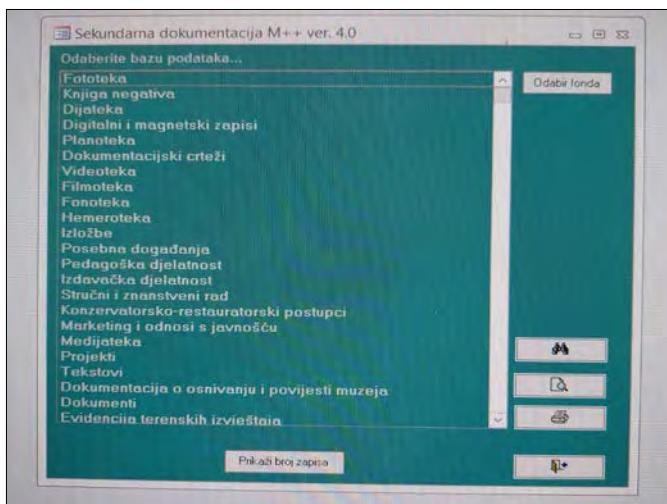 Sekundarna dokumentacija M++ ver. 4.0
Odaberite bazu podataka...
Fototeka
Odabir fonda
Knjiga negativa
Dijateka
Digitalni i magnetski zapisi
Planoteka
Dokumentacijski crteži
Videoteka
Filmoteka
Fonoteka
Hemeroteka
Izložbe
Posebna događanja
Pedagoška djelatnost
Izdavačka djelatnost
Stručni i znanstveni rad
Konzervatorsko-restauratorski postupci
Marketing i odnosi s javnošću
Medijateka
Projekti
Tekstovi
Dokumentacija o osnivanju i povijesti muzeja
Dokumenti
Evidencija terenskih izvještaja
Prikaži broj zapisa